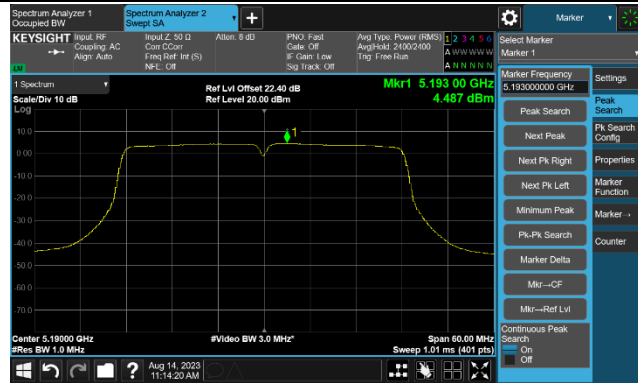 Spectrum Analyzer 1
Occupied BW
Spectrum Analyzer 2
Swept SA
Marker
KEYSIGHT
Input: RF
Coupling: AC
Align: Auto
Input Z: 50 Ω
Corr CCorr
Freq Ref: Int (S)
NFE: Off
Atten: 8 dB
PNO: Fast
Gate: Off
IF Gain: Low
Sig Track: Off
Avg Type: Power (RMS)
Avg|Hold: 2400/2400
Trig: Free Run
1 2 3 4 5 6
A W W W W W
A N N N N N
Select Marker
Marker 1
1 Spectrum
Scale/Div 10 dB
Log
Ref Lvl Offset 22.40 dB
Ref Level 20.00 dBm
Mkr1 5.193 00 GHz
4.487 dBm
10.0
0.00
-10.0
-20.0
-30.0
-40.0
-50.0
-60.0
-70.0
1
Center 5.19000 GHz
#Res BW 1.0 MHz
#Video BW 3.0 MHz*
Span 60.00 MHz
Sweep 1.01 ms (401 pts)
Marker Frequency
5.193000000 GHz
Peak Search
Next Peak
Next Pk Right
Next Pk Left
Minimum Peak
Pk-Pk Search
Marker Delta
Mkr→CF
Mkr→Ref Lvl
Continuous Peak
Search
On
Off
Settings
Peak
Search
Pk Search
Config
Properties
Marker
Function
Marker→
Counter
Aug 14, 2023
11:14:20 AM